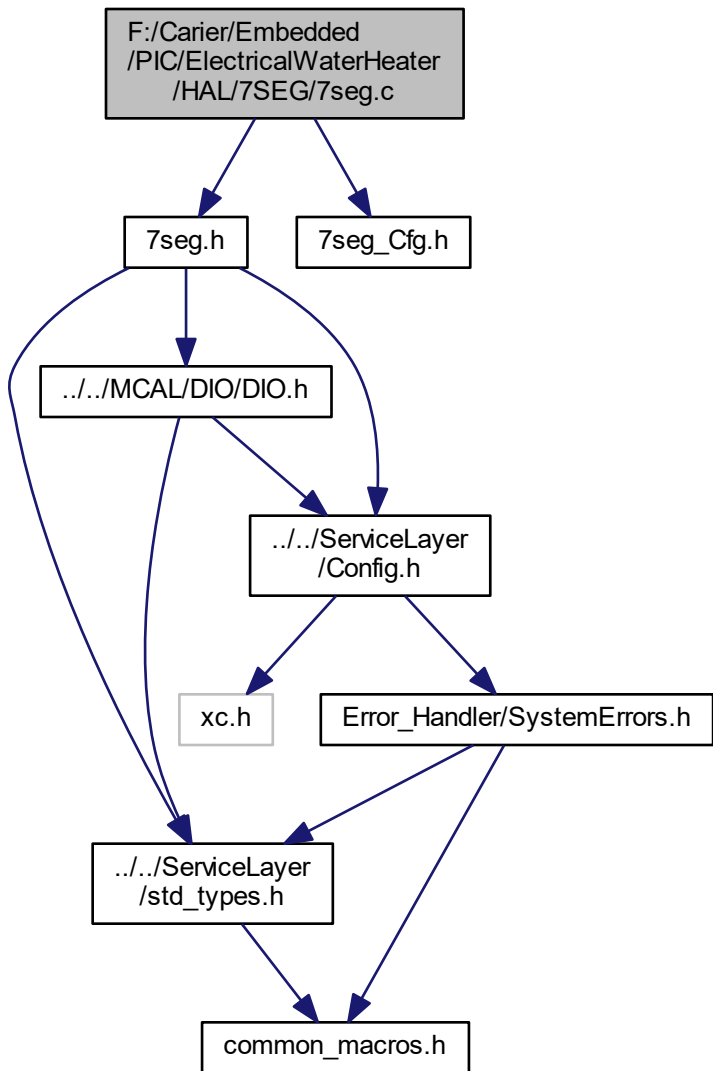 F:/Carier/Embedded
/PIC/ElectricalWaterHeater
/HAL/7SEG/7seg.c
7seg.h
7seg_Cfg.h
../../MCAL/DIO/DIO.h
../../ServiceLayer
/Config.h
xc.h
Error_Handler/SystemErrors.h
../../ServiceLayer
/std_types.h
common_macros.h